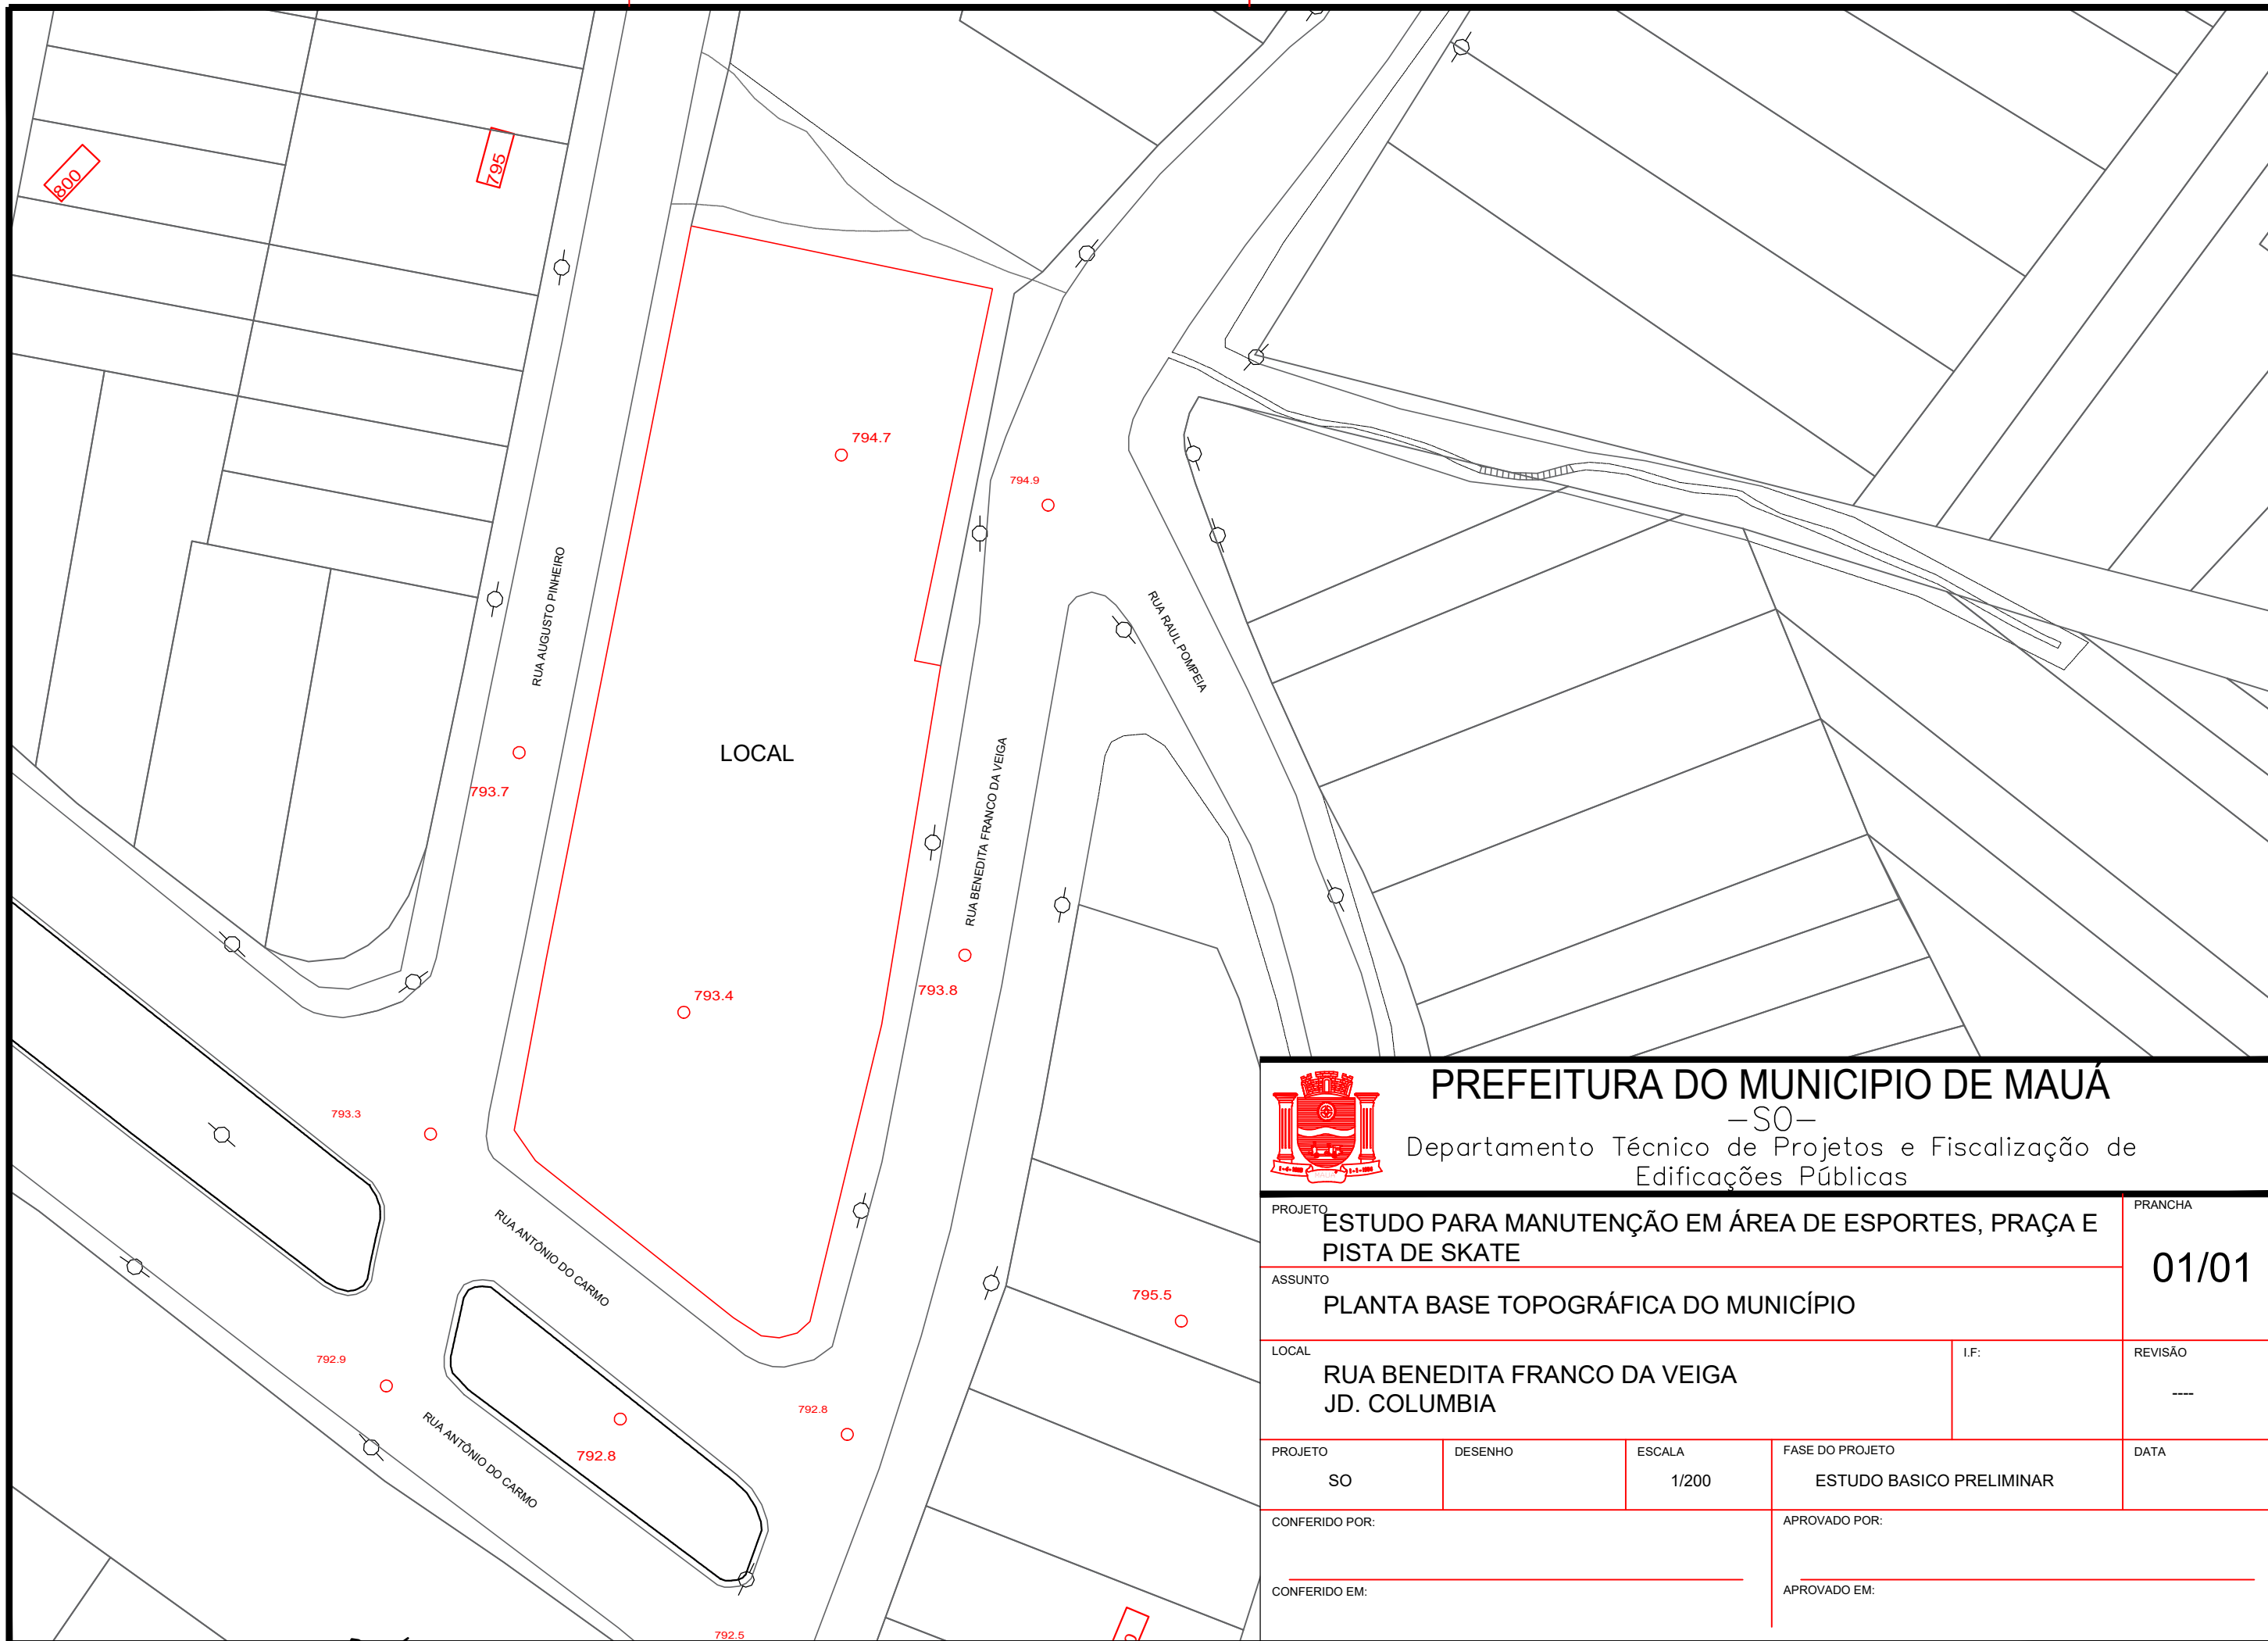 800
795
794.7
794.9
RUA AUGUSTO PINHEIRO
RUA RAUL POMPEIA
LOCAL
793.7
RUA BENEDITA FRANCO DA VEIGA
793.4
793.8
793.3
RUA ANTÔNIO DO CARMO
795.5
792.9
792.8
RUA ANTÔNIO DO CARMO
792.8
792.5
PREFEITURA DO MUNICIPIO DE MAUÁ
-SO-
Departamento Técnico de Projetos e Fiscalização de
Edificações Públicas
PROJETO
ESTUDO PARA MANUTENÇÃO EM ÁREA DE ESPORTES, PRAÇA E
PISTA DE SKATE
PRANCHA
01/01
ASSUNTO
PLANTA BASE TOPOGRÁFICA DO MUNICÍPIO
LOCAL
RUA BENEDITA FRANCO DA VEIGA
JD. COLUMBIA
I.F:
REVISÃO
----
PROJETO
SO
DESENHO
ESCALA
1/200
FASE DO PROJETO
ESTUDO BASICO PRELIMINAR
DATA
CONFERIDO POR:
APROVADO POR:
CONFERIDO EM:
APROVADO EM: